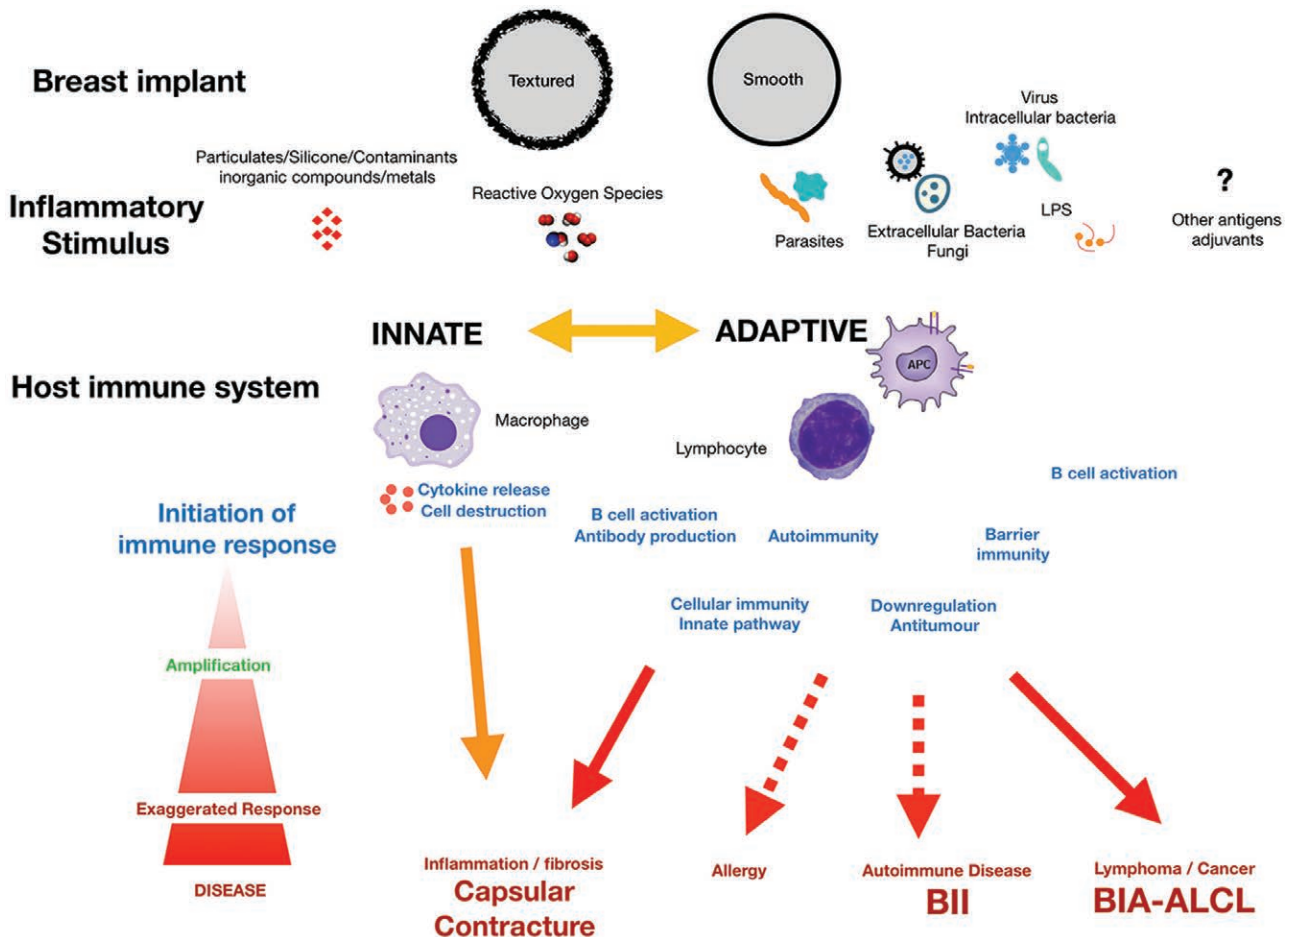 Breast implant
Textured
Smooth
Virus
Intracellular bacteria
Particulates/Silicone/Contaminants
inorganic compounds/metals
Inflammatory
Stimulus
Reactive Oxygen Species
Parasites
Extracellular Bacteria
Fungi
LPS
?
Other antigens
adjuvants
INNATE
ADAPTIVE
APC
Host immune system
Macrophage
Lymphocyte
Initiation of
immune response
Cytokine release
Cell destruction
B cell activation
Antibody production
Autoimmunity
Barrier
immunity
B cell activation
Cellular immunity
Innate pathway
Downregulation
Antitumour
Amplification
Exaggerated Response
DISEASE
Inflammation / fibrosis
Capsular
Contracture
Allergy
Autoimmune Disease
BII
Lymphoma / Cancer
BIA-ALCL